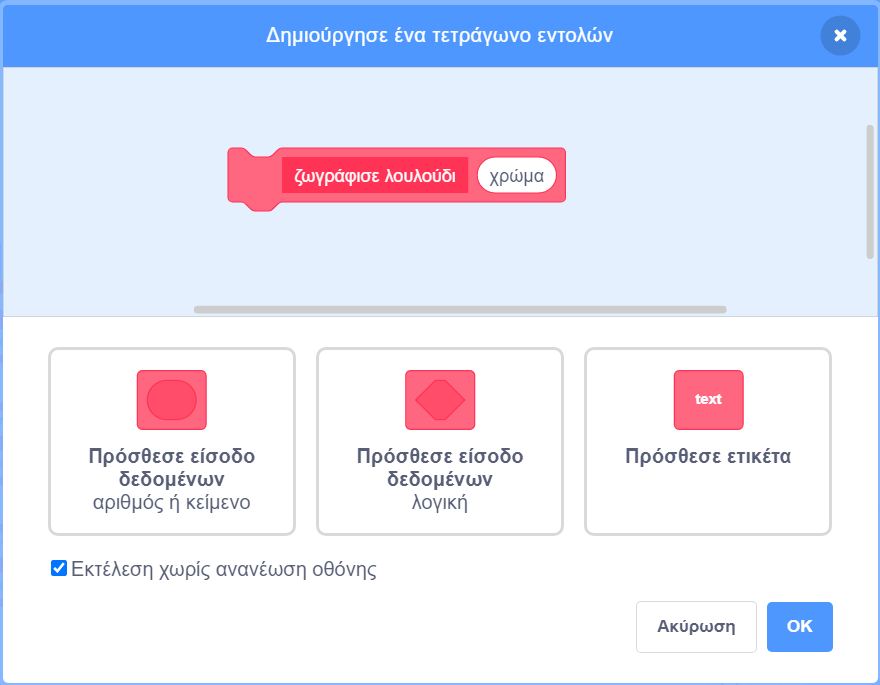 Δημιούργησε ένα τετράγωνο εντολών
ζωγράφισε λουλούδι χρώμα
Πρόσθεσε είσοδο
δεδομένων
αριθμός ή κείμενο
Πρόσθεσε είσοδο
δεδομένων
λογική
text
Πρόσθεσε ετικέτα
Εκτέλεση χωρίς ανανέωση οθόνης
Ακύρωση
OK